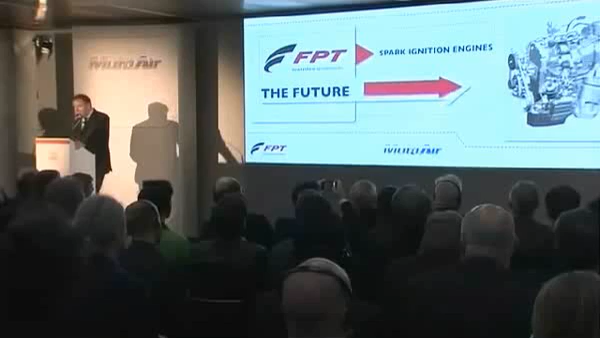 MultiAir
FPT
SPARK IGNITION ENGINES
THE FUTURE
FPT
MultiAir